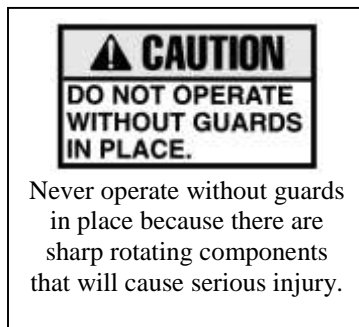 CAUTION
DO NOT OPERATE
WITHOUT GUARDS
IN PLACE.
Never operate without guards
in place because there are
sharp rotating components
that will cause serious injury.